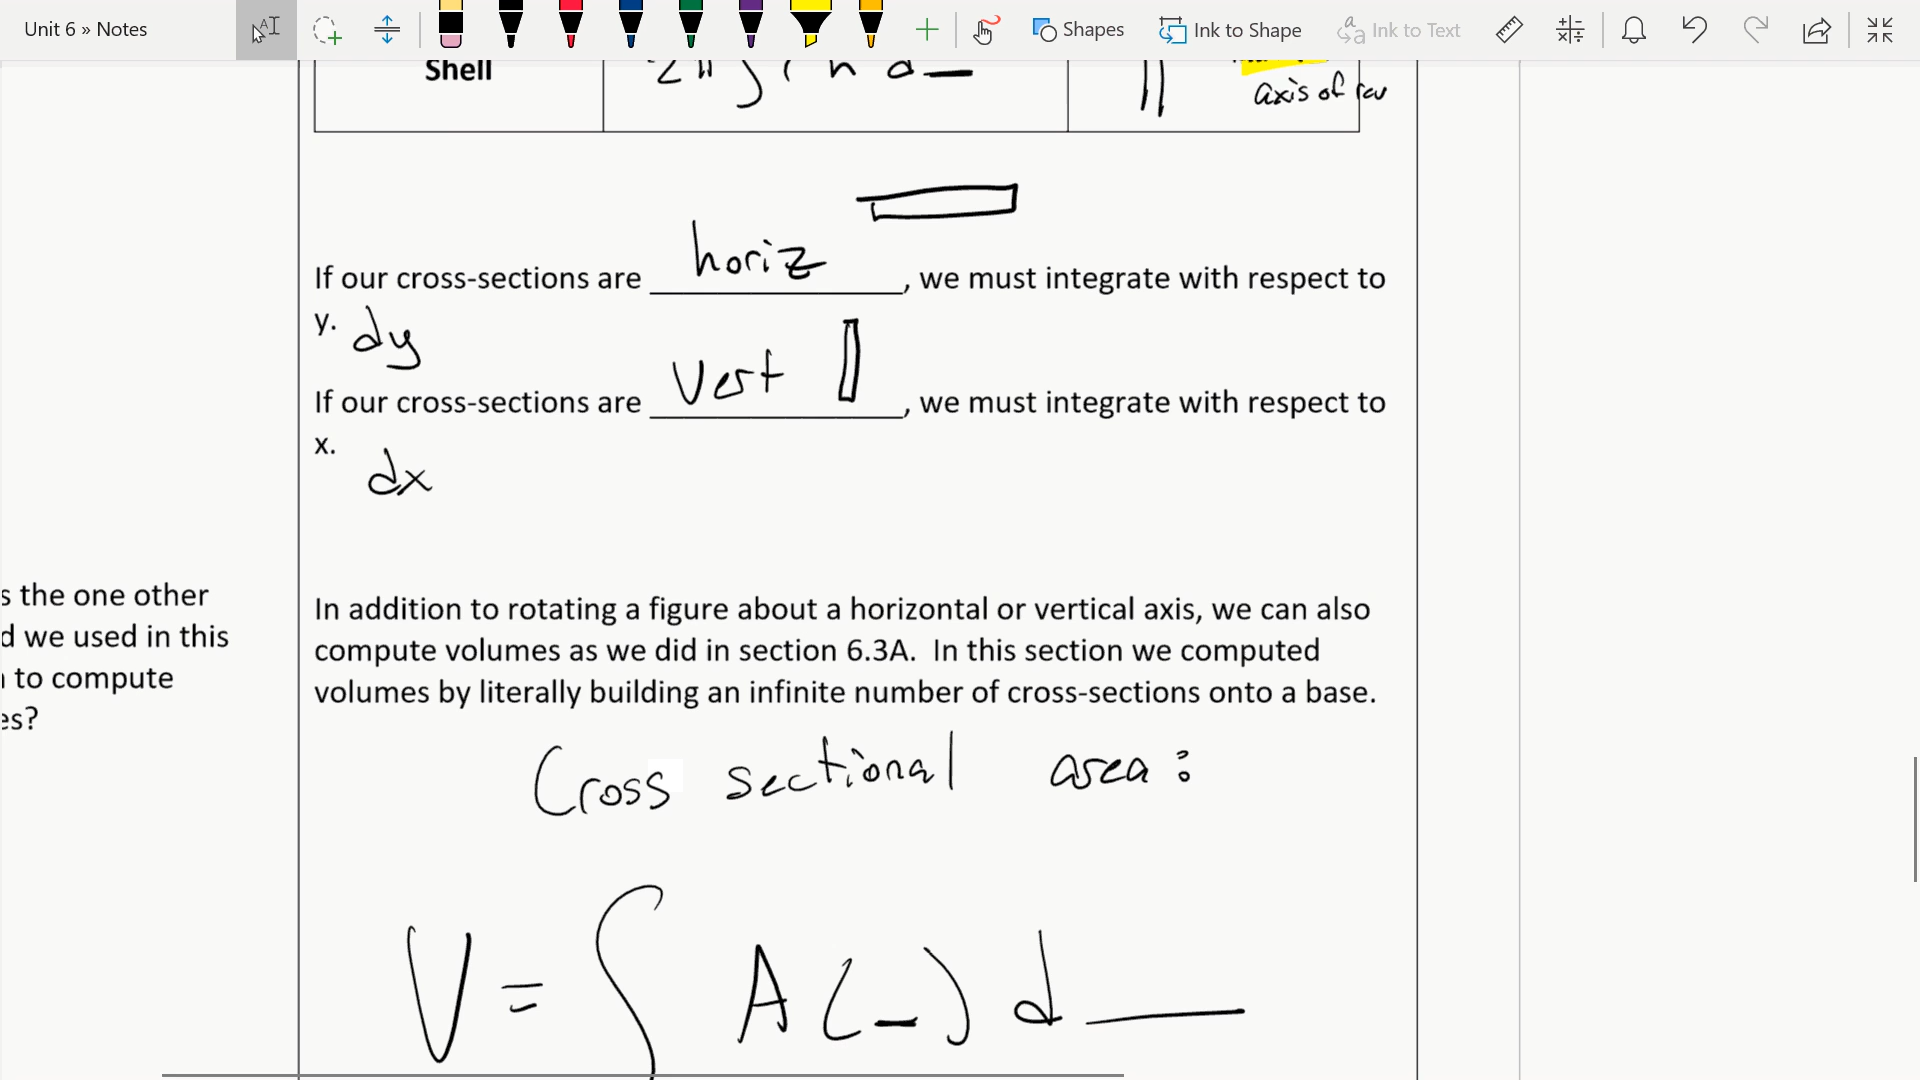 Unit 6 » Notes
Shapes
Ink to Shape
Ink to Text
Shell
2π∫ r h d_
axis of rev
horiz
If our cross-sections are ________________, we must integrate with respect to
y. dy
vert
If our cross-sections are ________________, we must integrate with respect to
x.
dx
s the one other
d we used in this
to compute
es?
In addition to rotating a figure about a horizontal or vertical axis, we can also
compute volumes as we did in section 6.3A.  In this section we computed
volumes by literally building an infinite number of cross-sections onto a base.
Cross sectional area:
V = ∫ A(_) d___